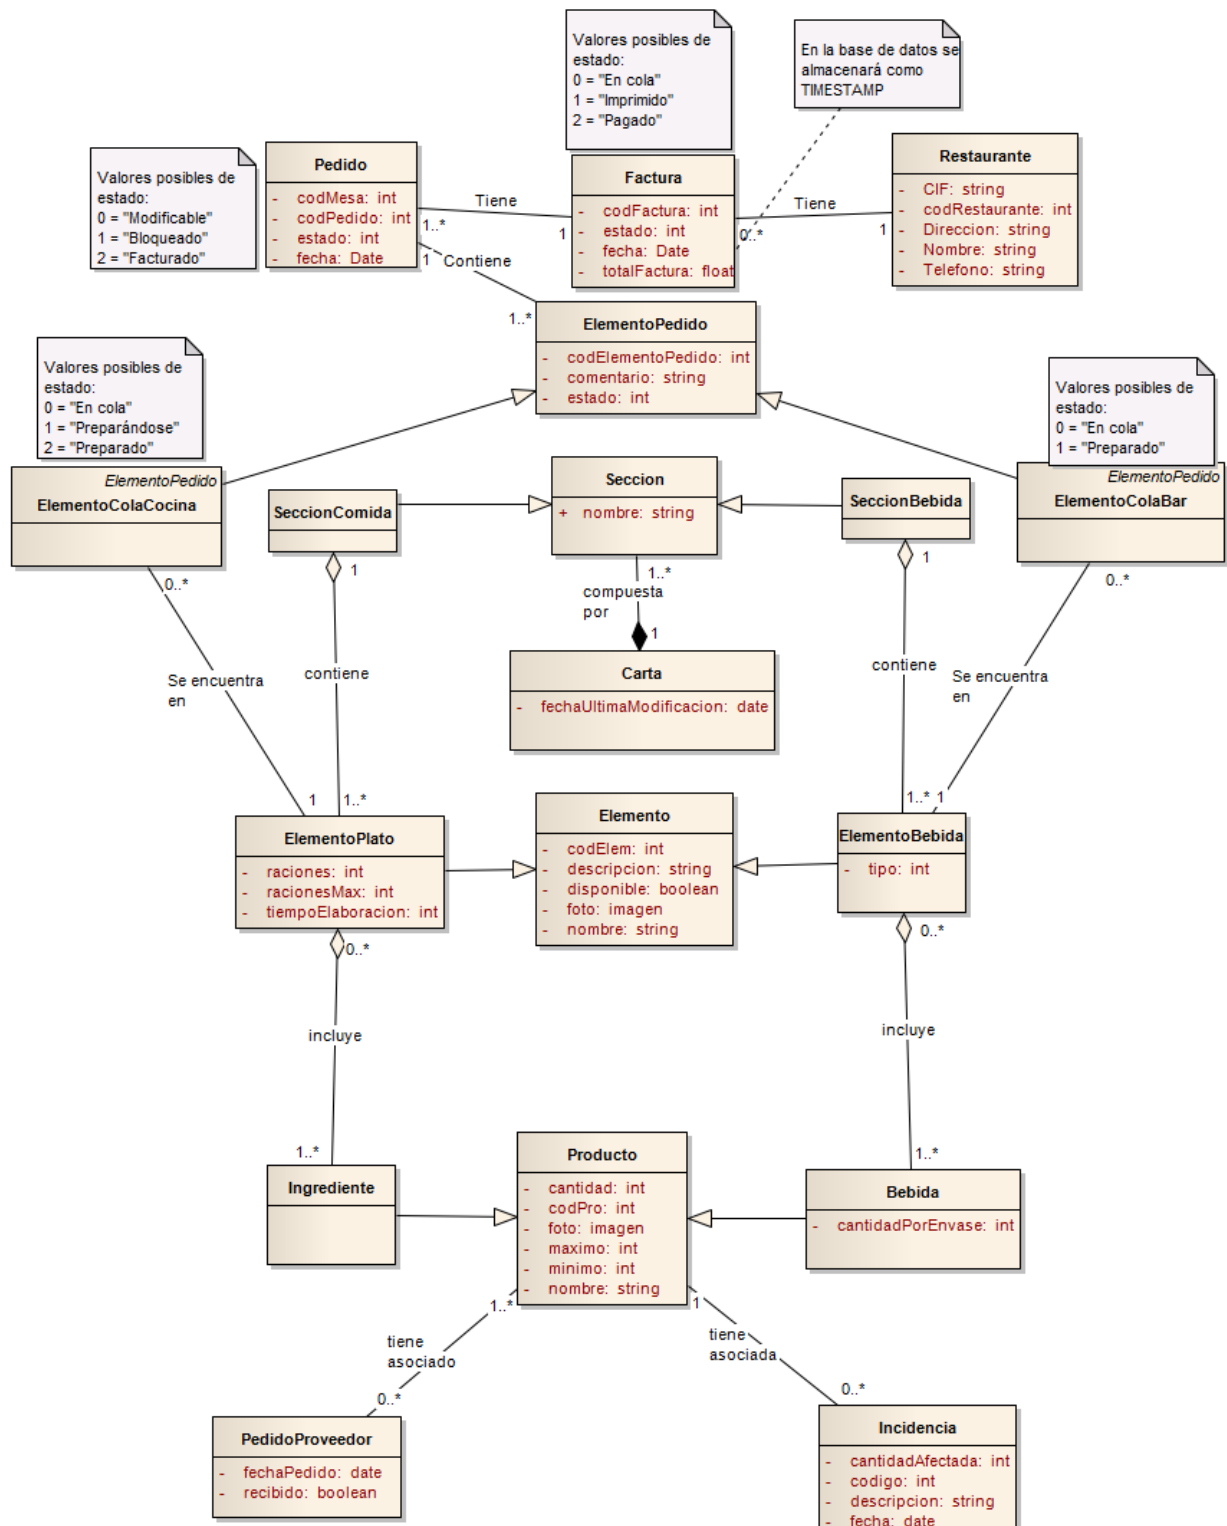 Valores posibles de
estado:
0 = "En cola"
1 = "Imprimido"
2 = "Pagado"
En la base de datos se
almacenará como
TIMESTAMP
Valores posibles de
estado:
0 = "Modificable"
1 = "Bloqueado"
2 = "Facturado"
Pedido
- codMesa: int
- codPedido: int
- estado: int
- fecha: Date
Tiene
1..*
1
Factura
- codFactura: int
- estado: int
- fecha: Date
- totalFactura: float
Tiene
0..*
1
Restaurante
- CIF: string
- codRestaurante: int
- Direccion: string
- Nombre: string
- Telefono: string
1
Contiene
1..*
ElementoPedido
- codElementoPedido: int
- comentario: string
- estado: int
Valores posibles de
estado:
0 = "En cola"
1 = "Preparándose"
2 = "Preparado"
Valores posibles de
estado:
0 = "En cola"
1 = "Preparado"
ElementoPedido
ElementoColaCocina
SeccionComida
Seccion
+ nombre: string
SeccionBebida
ElementoPedido
ElementoColaBar
0..*
1
1..*
1
0..*
compuesta
por
1
Se encuentra
en
contiene
Carta
- fechaUltimaModificacion: date
contiene
Se encuentra
en
1
1..*
1..*
1
ElementoPlato
- raciones: int
- racionesMax: int
- tiempoElaboracion: int
Elemento
- codElem: int
- descripcion: string
- disponible: boolean
- foto: imagen
- nombre: string
ElementoBebida
- tipo: int
0..*
0..*
incluye
incluye
1..*
1..*
Ingrediente
Producto
- cantidad: int
- codPro: int
- foto: imagen
- maximo: int
- minimo: int
- nombre: string
Bebida
- cantidadPorEnvase: int
1..*
1
tiene
asociado
tiene
asociada
0..*
0..*
PedidoProveedor
- fechaPedido: date
- recibido: boolean
Incidencia
- cantidadAfectada: int
- codigo: int
- descripcion: string
- fecha: date